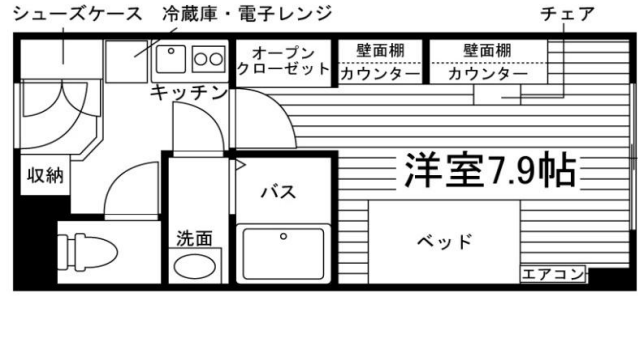 シューズケース
冷蔵庫・電子レンジ
チェア
オープン
クローゼット
壁面棚
カウンター
壁面棚
カウンター
キッチン
収納
洋室7.9帖
バス
洗面
ベッド
エアコン